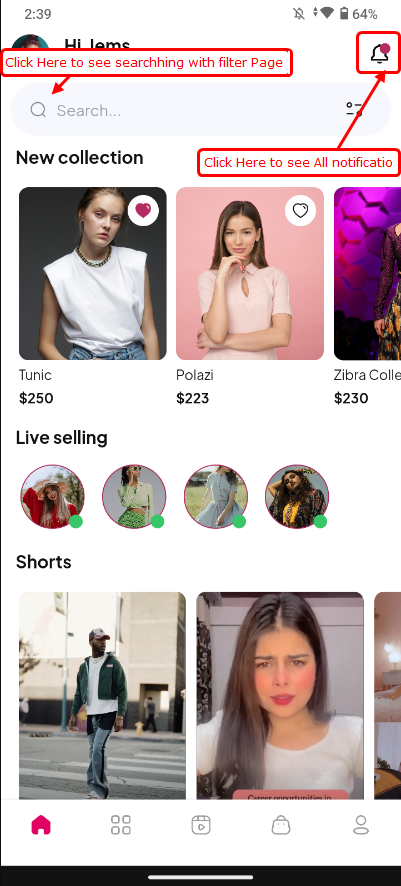 2:39
64%
Hi, Jems
Click Here to see searchhing with filter Page
Search...
Click Here to see All notificatio
New collection
Tunic
Polazi
Zibra Colle
$250
$223
$230
Live selling
Shorts
Career opportunities in